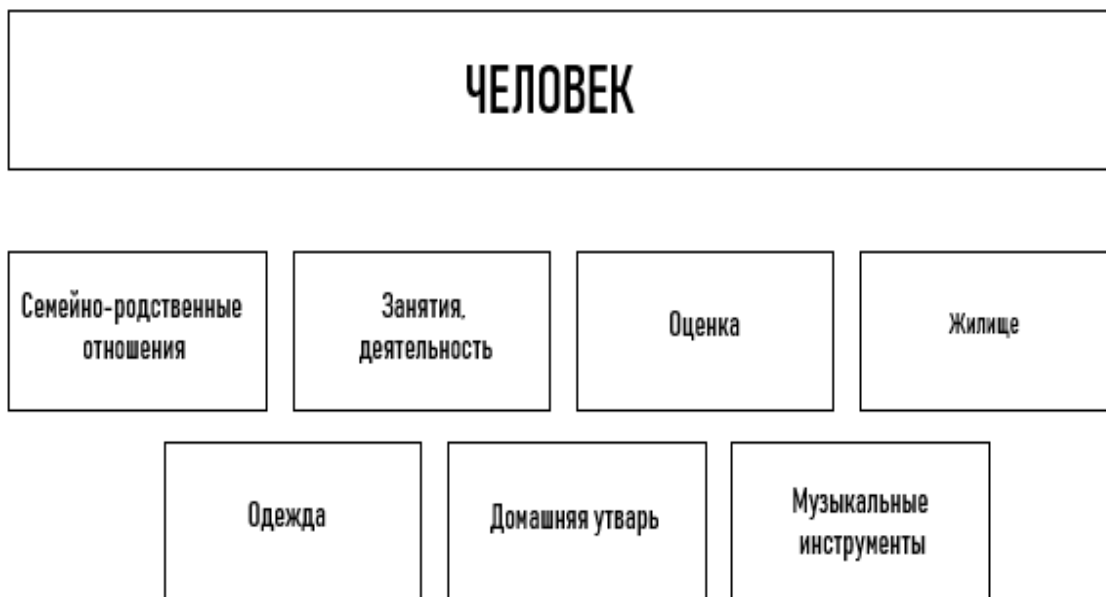 ЧЕЛОВЕК
Семейно-родственные
отношения
Занятия,
деятельность
Оценка
Жилище
Одежда
Домашняя утварь
Музыкальные
инструменты